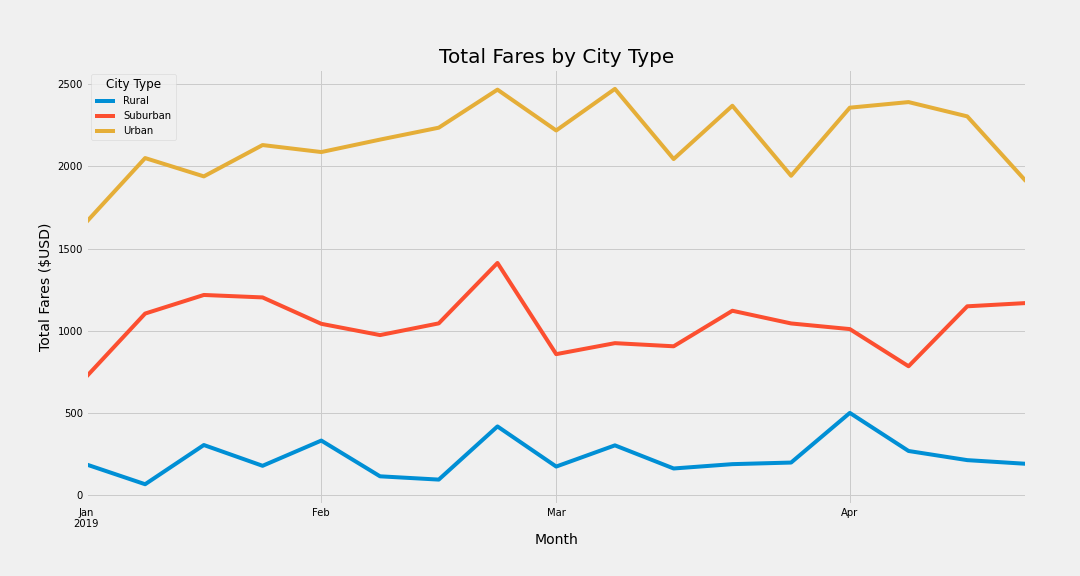 Total Fares by City Type
City Type
Rural
Suburban
Urban
Total Fares ($USD)
2500
2000
1500
1000
500
0
Jan Feb Mar Apr
2019
Month